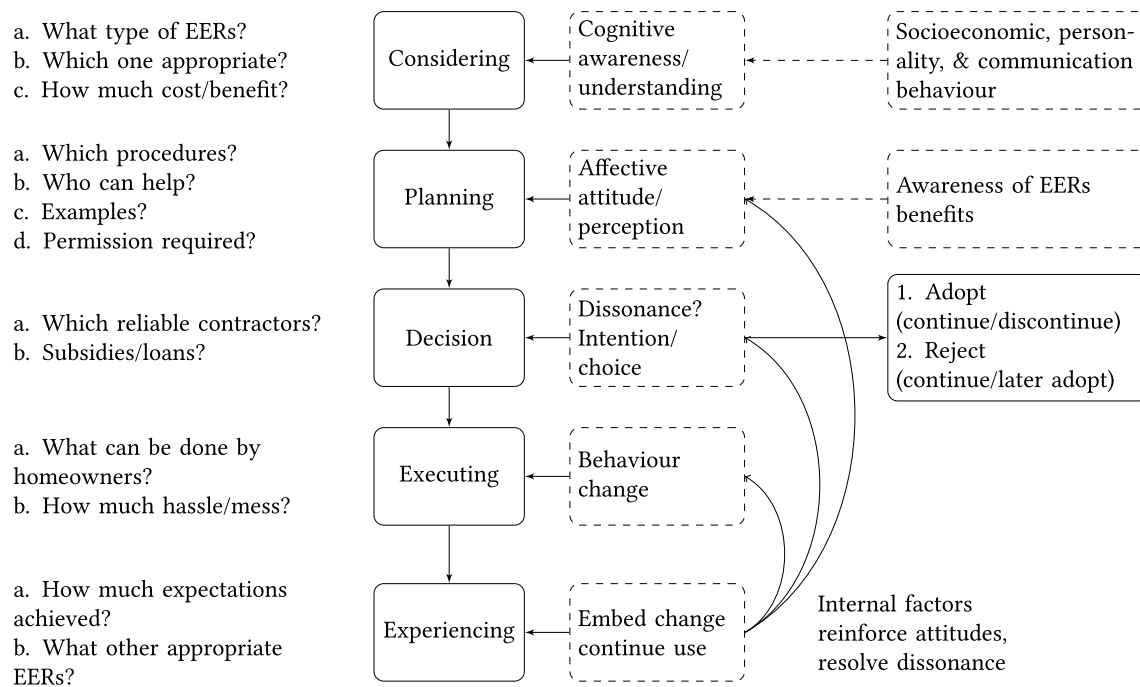 a. What type of EERs?
b. Which one appropriate?
c. How much cost/benefit?
Considering
Cognitive
awareness/
understanding
Socioeconomic, person-
ality, & communication
behaviour
a. Which procedures?
b. Who can help?
c. Examples?
d. Permission required?
Planning
Affective
attitude/
perception
Awareness of EERs
benefits
a. Which reliable contractors?
b. Subsidies/loans?
Decision
Dissonance?
Intention/
choice
1. Adopt
(continue/discontinue)
2. Reject
(continue/later adopt)
a. What can be done by
homeowners?
b. How much hassle/mess?
Executing
Behaviour
change
a. How much expectations
achieved?
b. What other appropriate
EERs?
Experiencing
Embed change
continue use
Internal factors
reinforce attitudes,
resolve dissonance